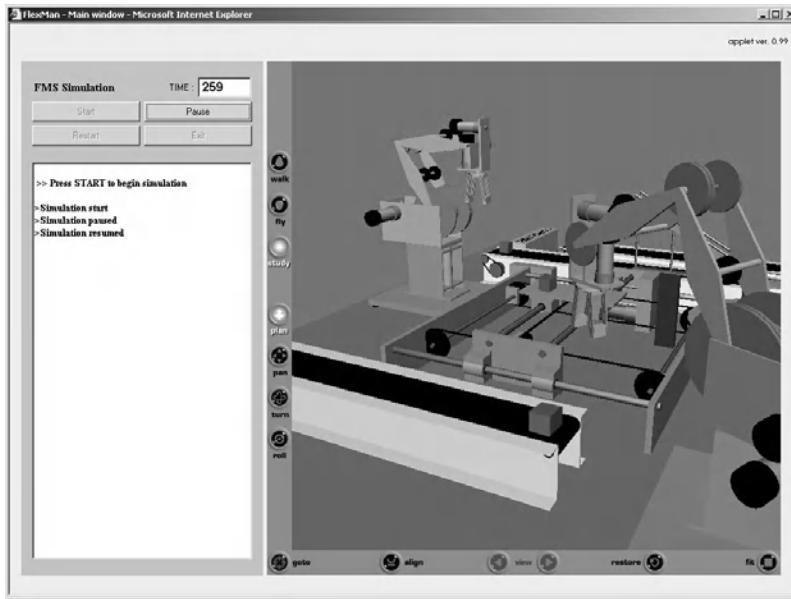 FlexMan - Main window - Microsoft Internet Explorer
applet ver. 0.99
FMS Simulation TIME : 259
Start Pause
Restart Exit
>> Press START to begin simulation
>Simulation start
>Simulation paused
>Simulation resumed
walk
fly
study
plan
pan
turn
roll
goto align view restore fit